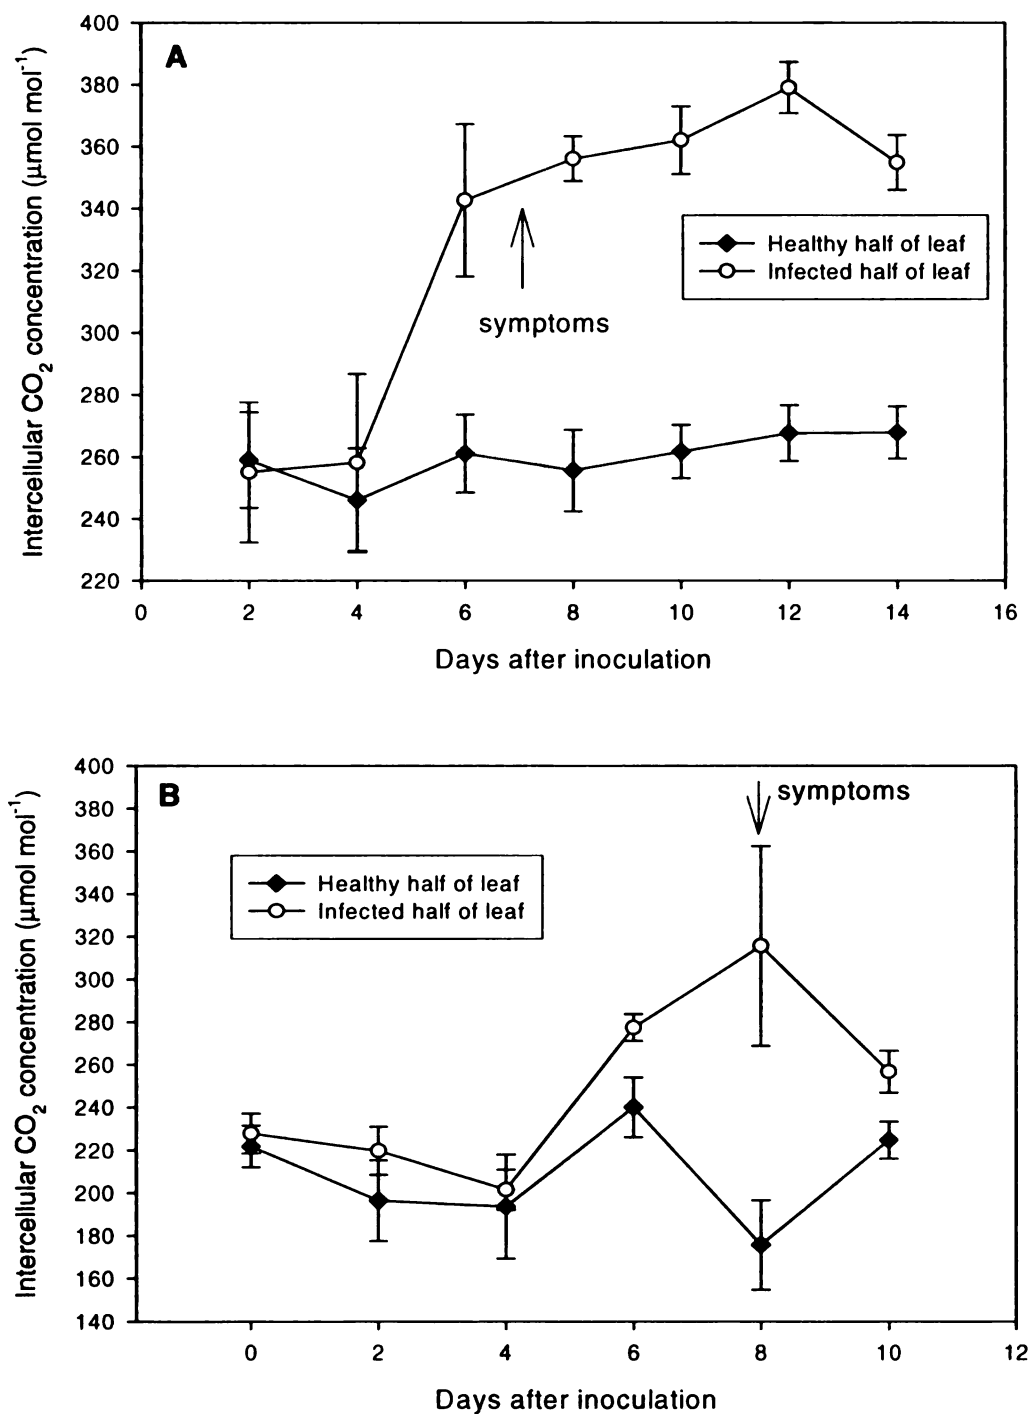 A
Intercellular CO2 concentration (µmol mol-1)
400
380
360
340
320
300
280
260
240
220
symptoms
Healthy half of leaf
Infected half of leaf
0 2 4 6 8 10 12 14 16
Days after inoculation
B
Intercellular CO2 concentration (µmol mol-1)
400
380
360
340
320
300
280
260
240
220
200
180
160
140
symptoms
Healthy half of leaf
Infected half of leaf
0 2 4 6 8 10 12
Days after inoculation